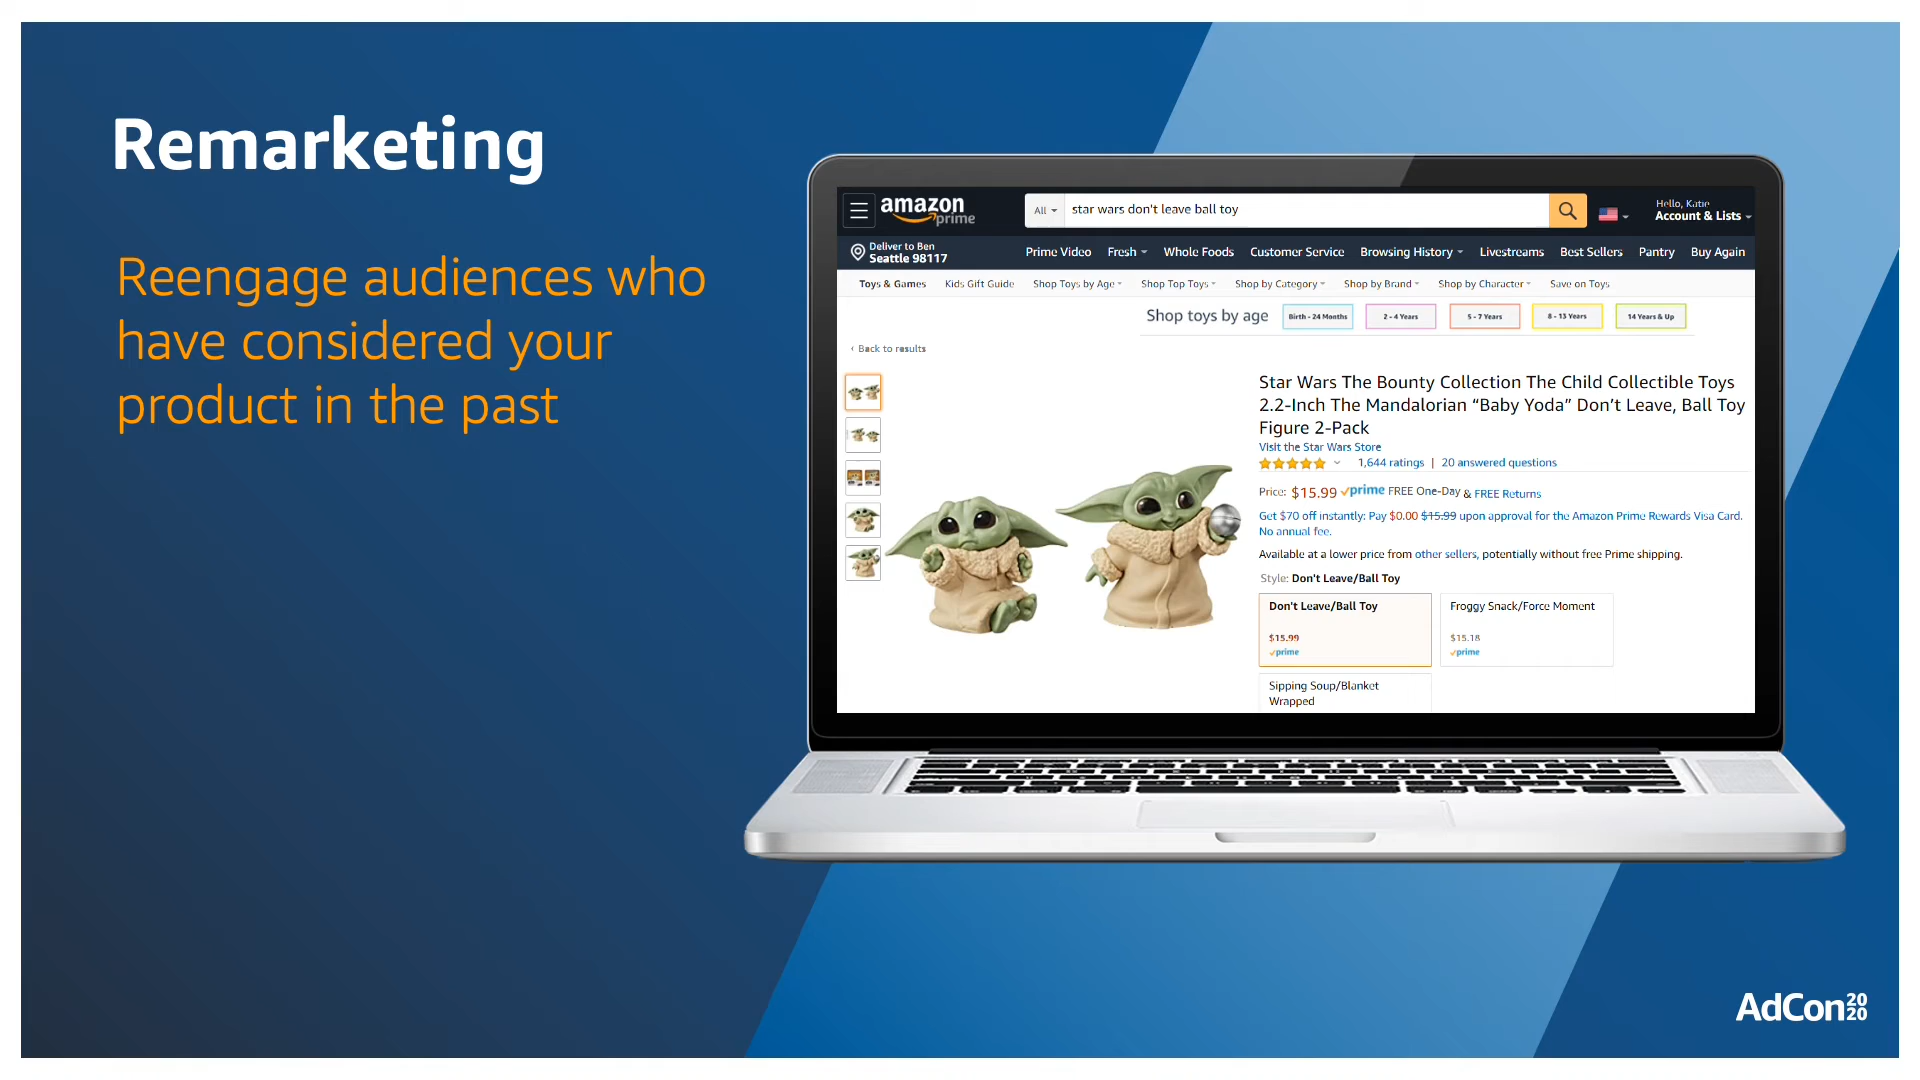 Remarketing
Reengage audiences who
have considered your
product in the past
amazon
prime
All
star wars don't leave ball toy
Hello, Katie
Account & Lists
Deliver to Ben
Seattle 98117
Prime Video Fresh Whole Foods Customer Service Browsing History Livestreams Best Sellers Pantry Buy Again
Toys & Games Kids Gift Guide Shop Toys by Age Shop Top Toys Shop by Category Shop by Brand Shop by Character Save on Toys
Shop toys by age Birth - 24 Months 2 - 4 Years 5 - 7 Years 8 - 13 Years 14 Years & Up
‹ Back to results
Star Wars The Bounty Collection The Child Collectible Toys
2.2-Inch The Mandalorian “Baby Yoda” Don’t Leave, Ball Toy
Figure 2-Pack
Visit the Star Wars Store
1,644 ratings | 20 answered questions
Price: $15.99 prime FREE One-Day & FREE Returns
Get $70 off instantly: Pay $0.00 $15.99 upon approval for the Amazon Prime Rewards Visa Card.
No annual fee.
Available at a lower price from other sellers, potentially without free Prime shipping.
Style: Don't Leave/Ball Toy
Don't Leave/Ball Toy
$15.99
prime
Froggy Snack/Force Moment
$15.18
prime
Sipping Soup/Blanket
Wrapped
AdCon 20
20